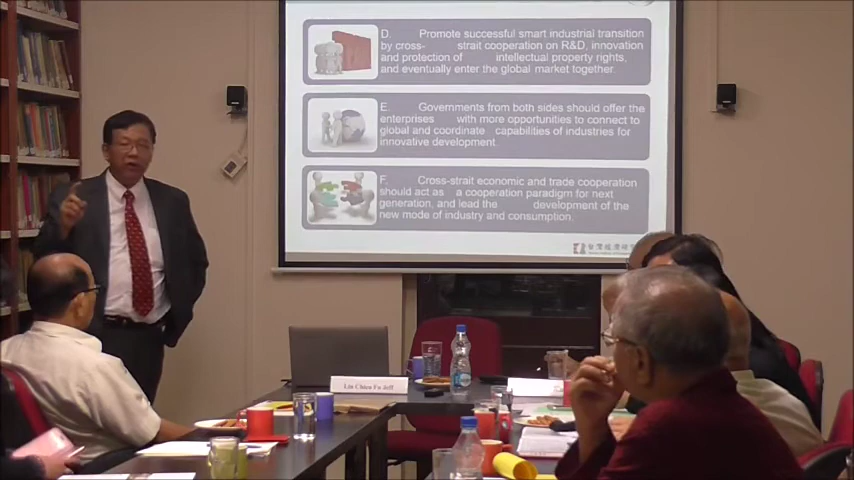 D. Promote successful smart industrial transition
by cross- strait cooperation on R&D, innovation
and protection of intellectual property rights,
and eventually enter the global market together.
E. Governments from both sides should offer the
enterprises with more opportunities to connect to
global and coordinate capabilities of industries for
innovative development.
F. Cross-strait economic and trade cooperation
should act as a cooperation paradigm for next
generation, and lead the development of the
new mode of industry and consumption.
Liu Chien Fu Jeff